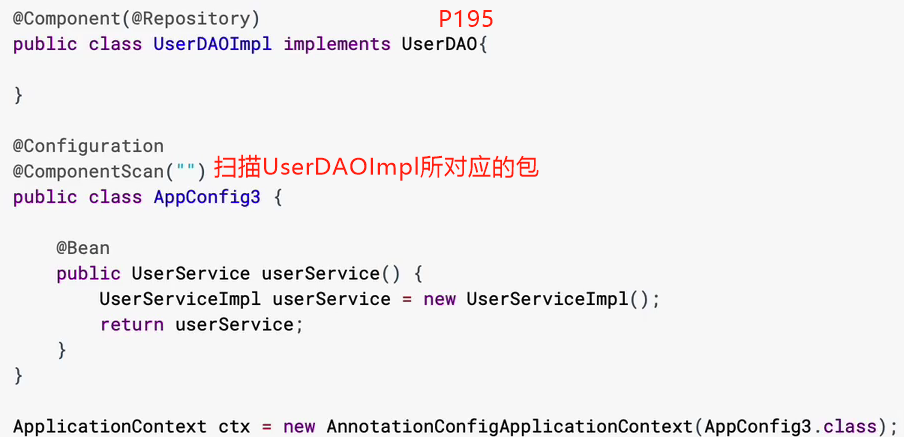 @Component(@Repository) P195
public class UserDAOImpl implements UserDAO{
}
@Configuration
@ComponentScan("") 扫描UserDAOImpl所对应的包
public class AppConfig3 {
@Bean
public UserService userService() {
UserServiceImpl userService = new UserServiceImpl();
return userService;
}
}
ApplicationContext ctx = new AnnotationConfigApplicationContext(AppConfig3.class);